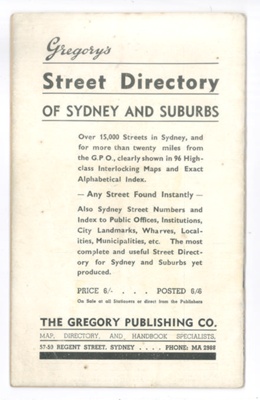 Gregory's
Street Directory
OF SYDNEY AND SUBURBS
Over 15,000 Streets in Sydney, and
for more than twenty miles from
the G.P.O., clearly shown in 96 High-
class Interlocking Maps and Exact
Alphabetical Index.
— Any Street Found Instantly —
Also Sydney Street Numbers and
Index to Public Offices, Institutions,
City Landmarks, Wharves, Local-
ities, Municipalities, etc. The most
complete and useful Street Direct-
ory for Sydney and Suburbs yet
produced.
PRICE 6/- . . . . POSTED 6/6
On Sale at all Stationers or direct from the Publishers
THE GREGORY PUBLISHING CO.
MAP, DIRECTORY, AND HANDBOOK SPECIALISTS,
57-53 REGENT STREET, SYDNEY . . . . PHONE: MA 2988